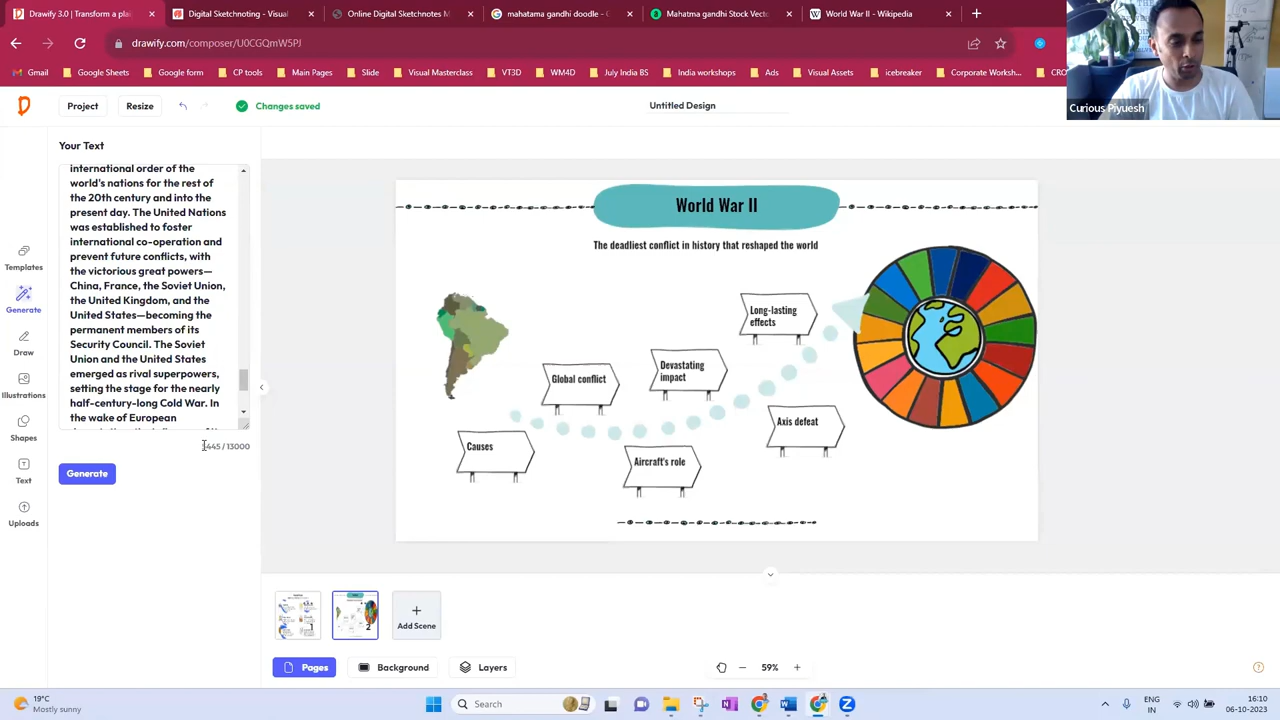 Drawify 3.0 | Transform a plai
Digital Sketchnoting - Visual
Online Digital Sketchnotes M
mahatama gandhi doodle - G
Mahatma gandhi Stock Vecto
World War II - Wikipedia
drawify.com/composer/U0CGQmW5PJ
Gmail
Google Sheets
Google form
CP tools
Main Pages
Slide
Visual Masterclass
VT3D
WM4D
July India BS
India workshops
Ads
Visual Assets
icebreaker
Corporate Worksh...
CRO
Curious Piyuesh
Project
Resize
Changes saved
Untitled Design
Your Text
international order of the
world's nations for the rest of
the 20th century and into the
present day. The United Nations
was established to foster
international co-operation and
prevent future conflicts, with
the victorious great powers—
China, France, the Soviet Union,
the United Kingdom, and the
United States—becoming the
permanent members of its
Security Council. The Soviet
Union and the United States
emerged as rival superpowers,
setting the stage for the nearly
half-century-long Cold War. In
the wake of European
445 / 13000
Generate
Templates
Generate
Draw
Illustrations
Shapes
Text
Uploads
World War II
The deadliest conflict in history that reshaped the world
Long-lasting
effects
Devastating
impact
Global conflict
Axis defeat
Causes
Aircraft's role
1
2
+
Add Scene
Pages
Background
Layers
59%
19°C
Mostly sunny
Search
ENG
IN
16:10
06-10-2023